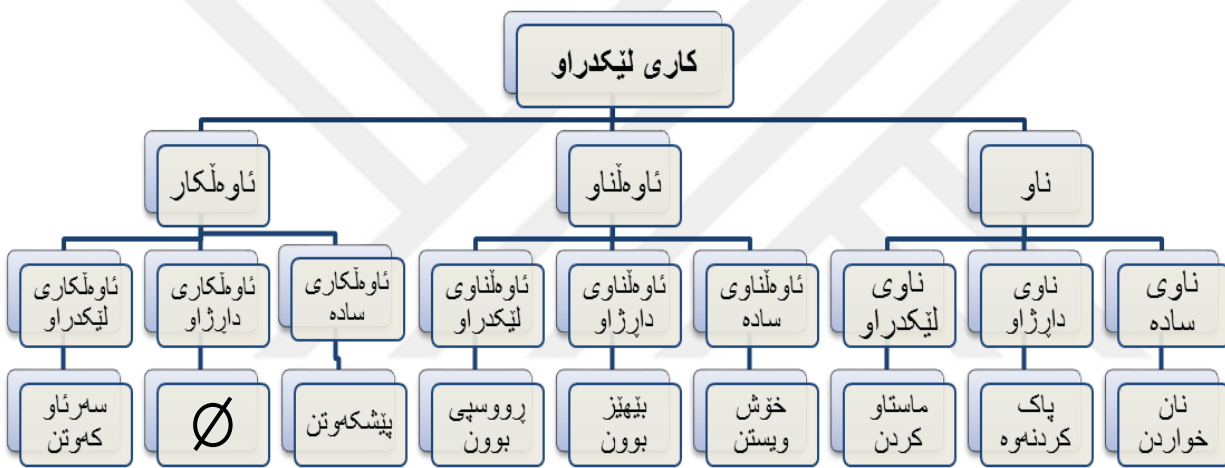 کاری لێکدراو
ناو
ئاوەڵناو
ئاوەڵکار
ناوی
سادە
ناوی
داڕژاو
ناوی
لێکدراو
ئاوەڵناوی
سادە
ئاوەڵناوی
داڕژاو
ئاوەڵناوی
لێکدراو
ئاوەڵکاری
سادە
ئاوەڵکاری
داڕژاو
ئاوەڵکاری
لێکدراو
نان
خواردن
پاک
کردنەوە
ماستاو
کردن
خۆش
ویستن
بێهێز
بوون
ڕووسپی
بوون
پێشکەوتن
Ø
سەرئاو
کەوتن